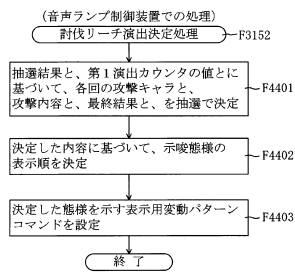 （音声ランプ制御装置での処理）
討伐リーチ演出決定処理
F3152
抽選結果と、第１演出カウンタの値とに
基づいて、各回の攻撃キャラと、
攻撃内容と、最終結果と、を抽選で決定
F4401
決定した内容に基づいて、示唆態様の
表示順を決定
F4402
決定した態様を示す表示用変動パターン
コマンドを設定
F4403
終了